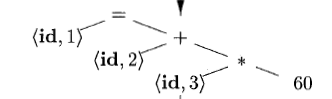 =
⟨id, 1⟩ +
⟨id, 2⟩ *
⟨id, 3⟩ 60